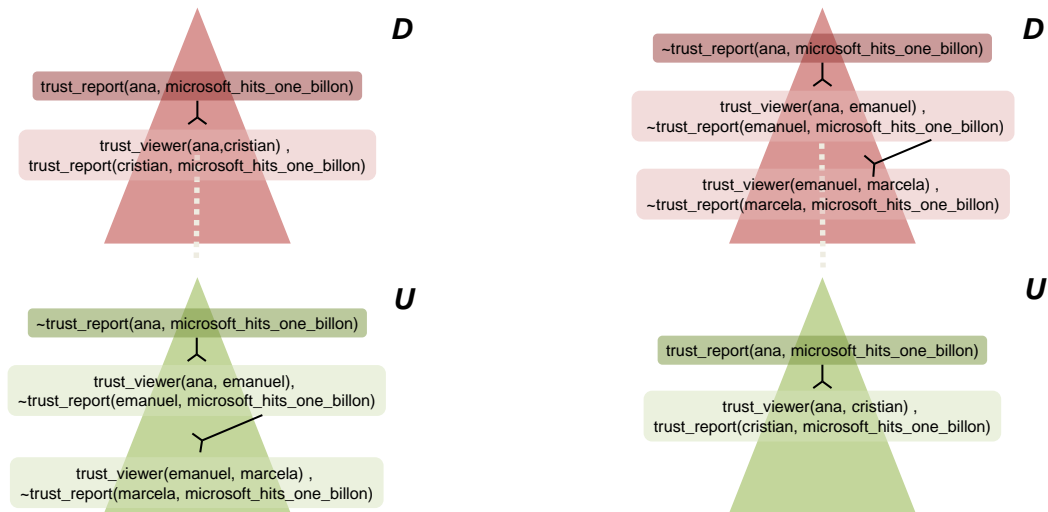 D
trust_report(ana, microsoft_hits_one_billon)
trust_viewer(ana,cristian) ,
trust_report(cristian, microsoft_hits_one_billon)
U
~trust_report(ana, microsoft_hits_one_billon)
trust_viewer(ana, emanuel),
~trust_report(emanuel, microsoft_hits_one_billon)
trust_viewer(emanuel, marcela) ,
~trust_report(marcela, microsoft_hits_one_billon)
D
~trust_report(ana, microsoft_hits_one_billon)
trust_viewer(ana, emanuel) ,
~trust_report(emanuel, microsoft_hits_one_billon)
trust_viewer(emanuel, marcela) ,
~trust_report(marcela, microsoft_hits_one_billon)
U
trust_report(ana, microsoft_hits_one_billon)
trust_viewer(ana, cristian) ,
trust_report(cristian, microsoft_hits_one_billon)